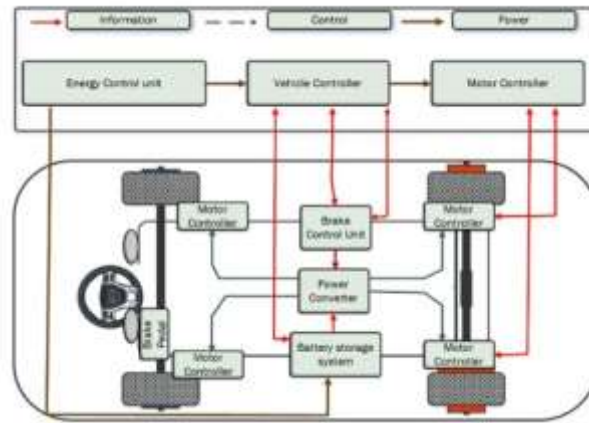 Information
Control
Power
Energy Control unit
Vehicle Controller
Motor Controller
Motor
Controller
Brake
Control Unit
Motor
Controller
Power
Converter
Brake
Pedal
Motor
Controller
Battery storage
system
Motor
Controller